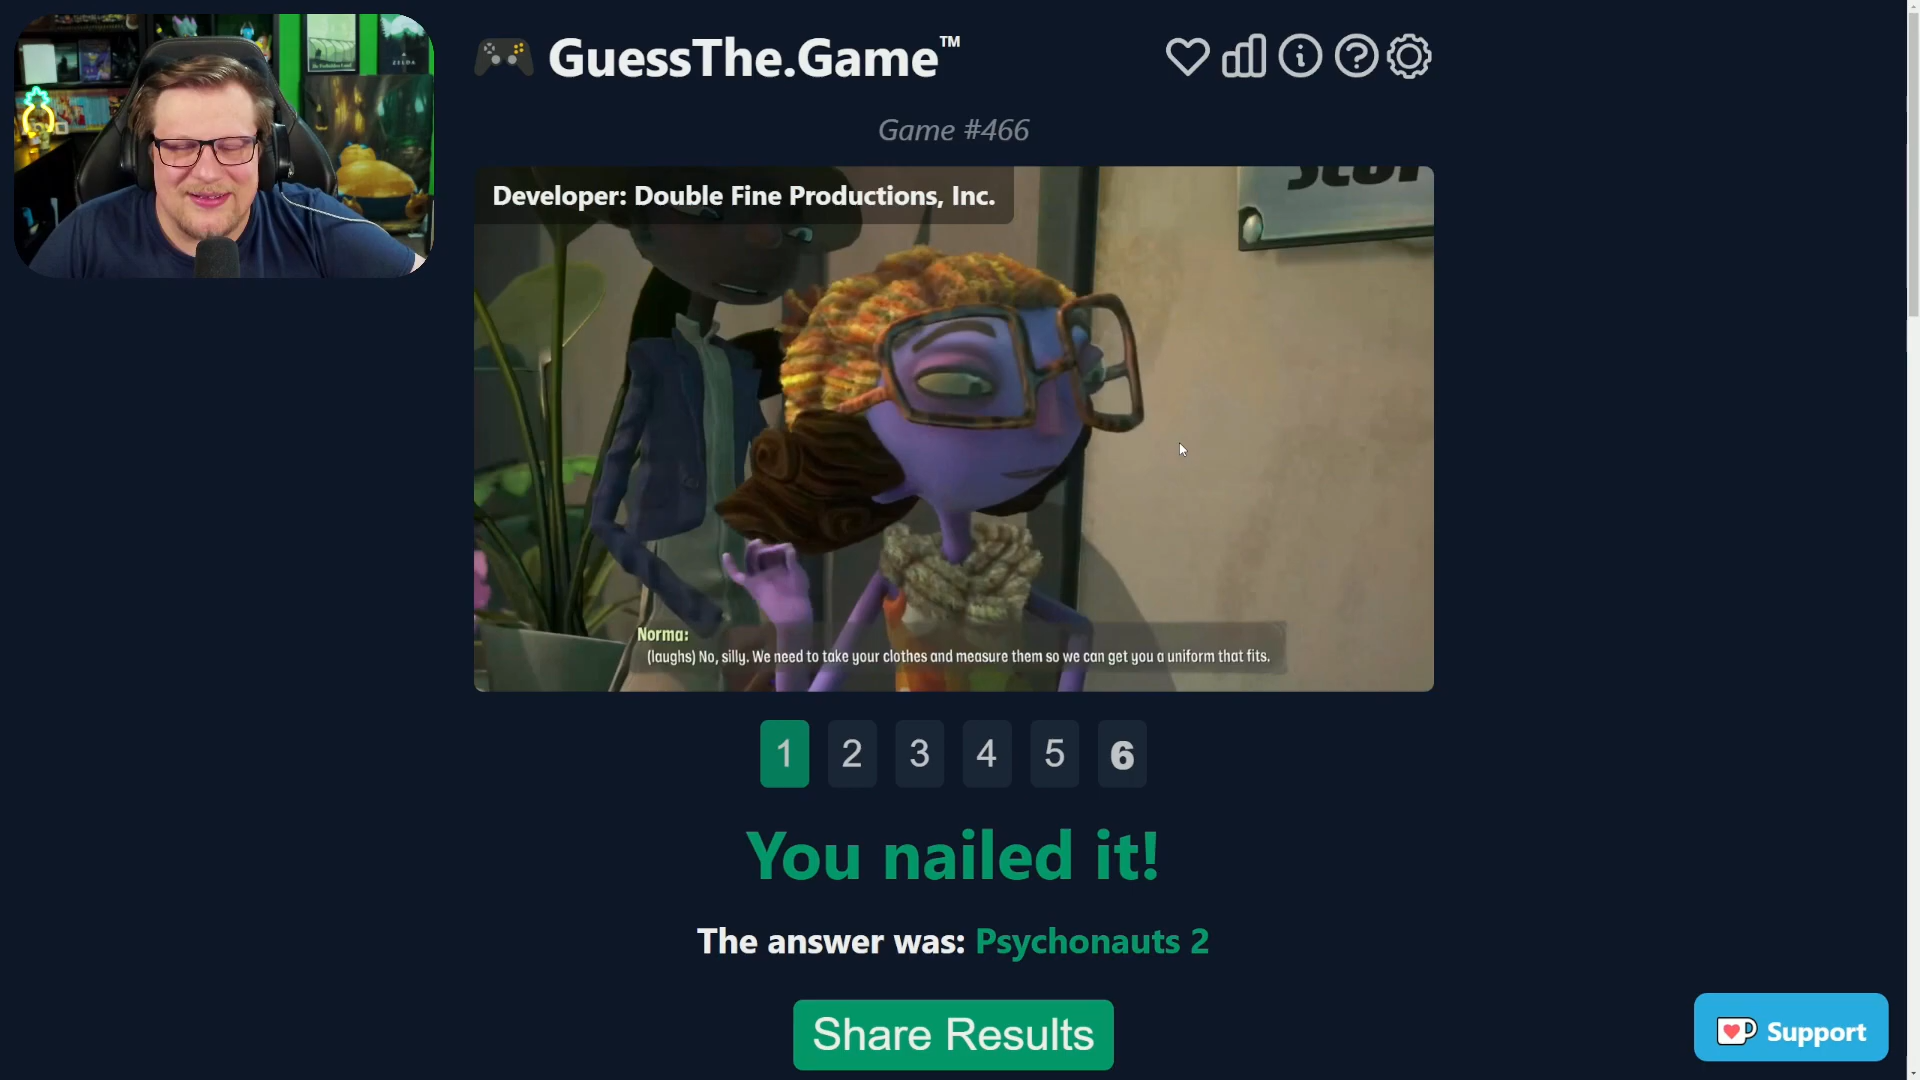 GuessThe.Game™
Game #466
Developer: Double Fine Productions, Inc.
ZELDA
Norma:
(laughs) No, silly. We need to take your clothes and measure them so we can get you a uniform that fits.
1 2 3 4 5 6
You nailed it!
The answer was: Psychonauts 2
Share Results
Support